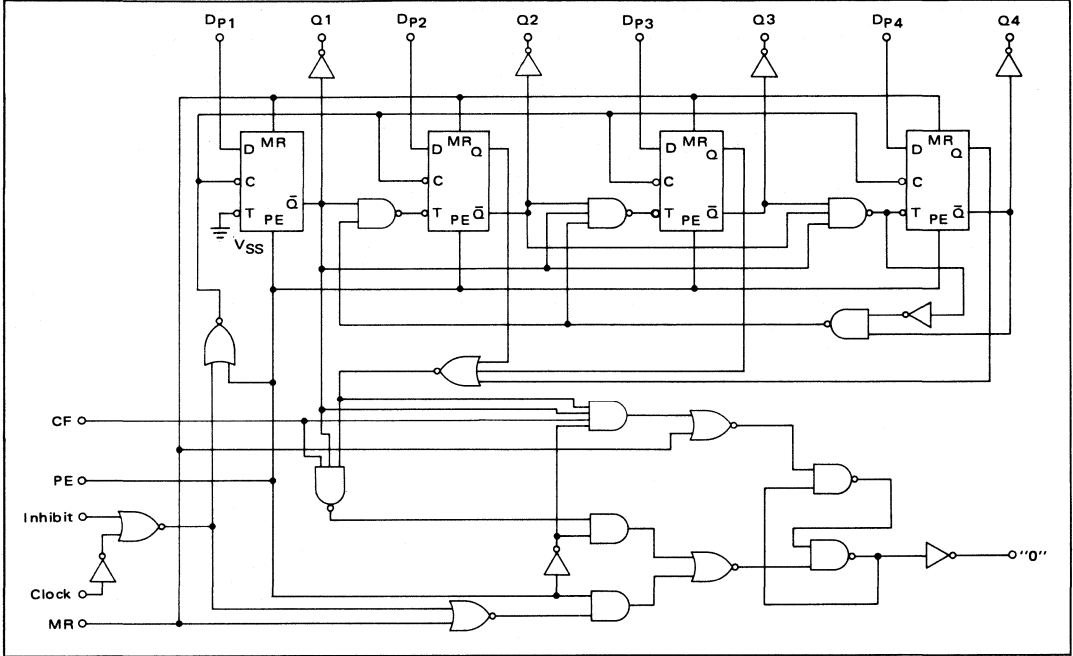 DP1 Q1 DP2 Q2 DP3 Q3 DP4 Q4
MR MR Q MR Q MR Q
D D D D
C C C C
T PE Q̄ T PE Q̄ T PE Q̄ T PE Q̄
VSS
CF
PE
Inhibit
"0"
Clock
MR